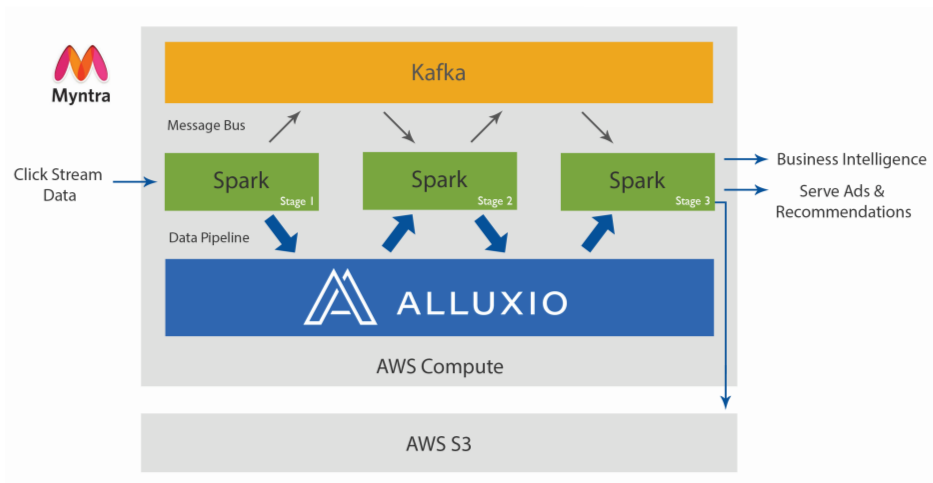 Myntra
Kafka
Message Bus
Click Stream
Data
Spark
Stage 1
Spark
Stage 2
Spark
Stage 3
Business Intelligence
Serve Ads &
Recommendations
Data Pipeline
ALLUXIO
AWS Compute
AWS S3